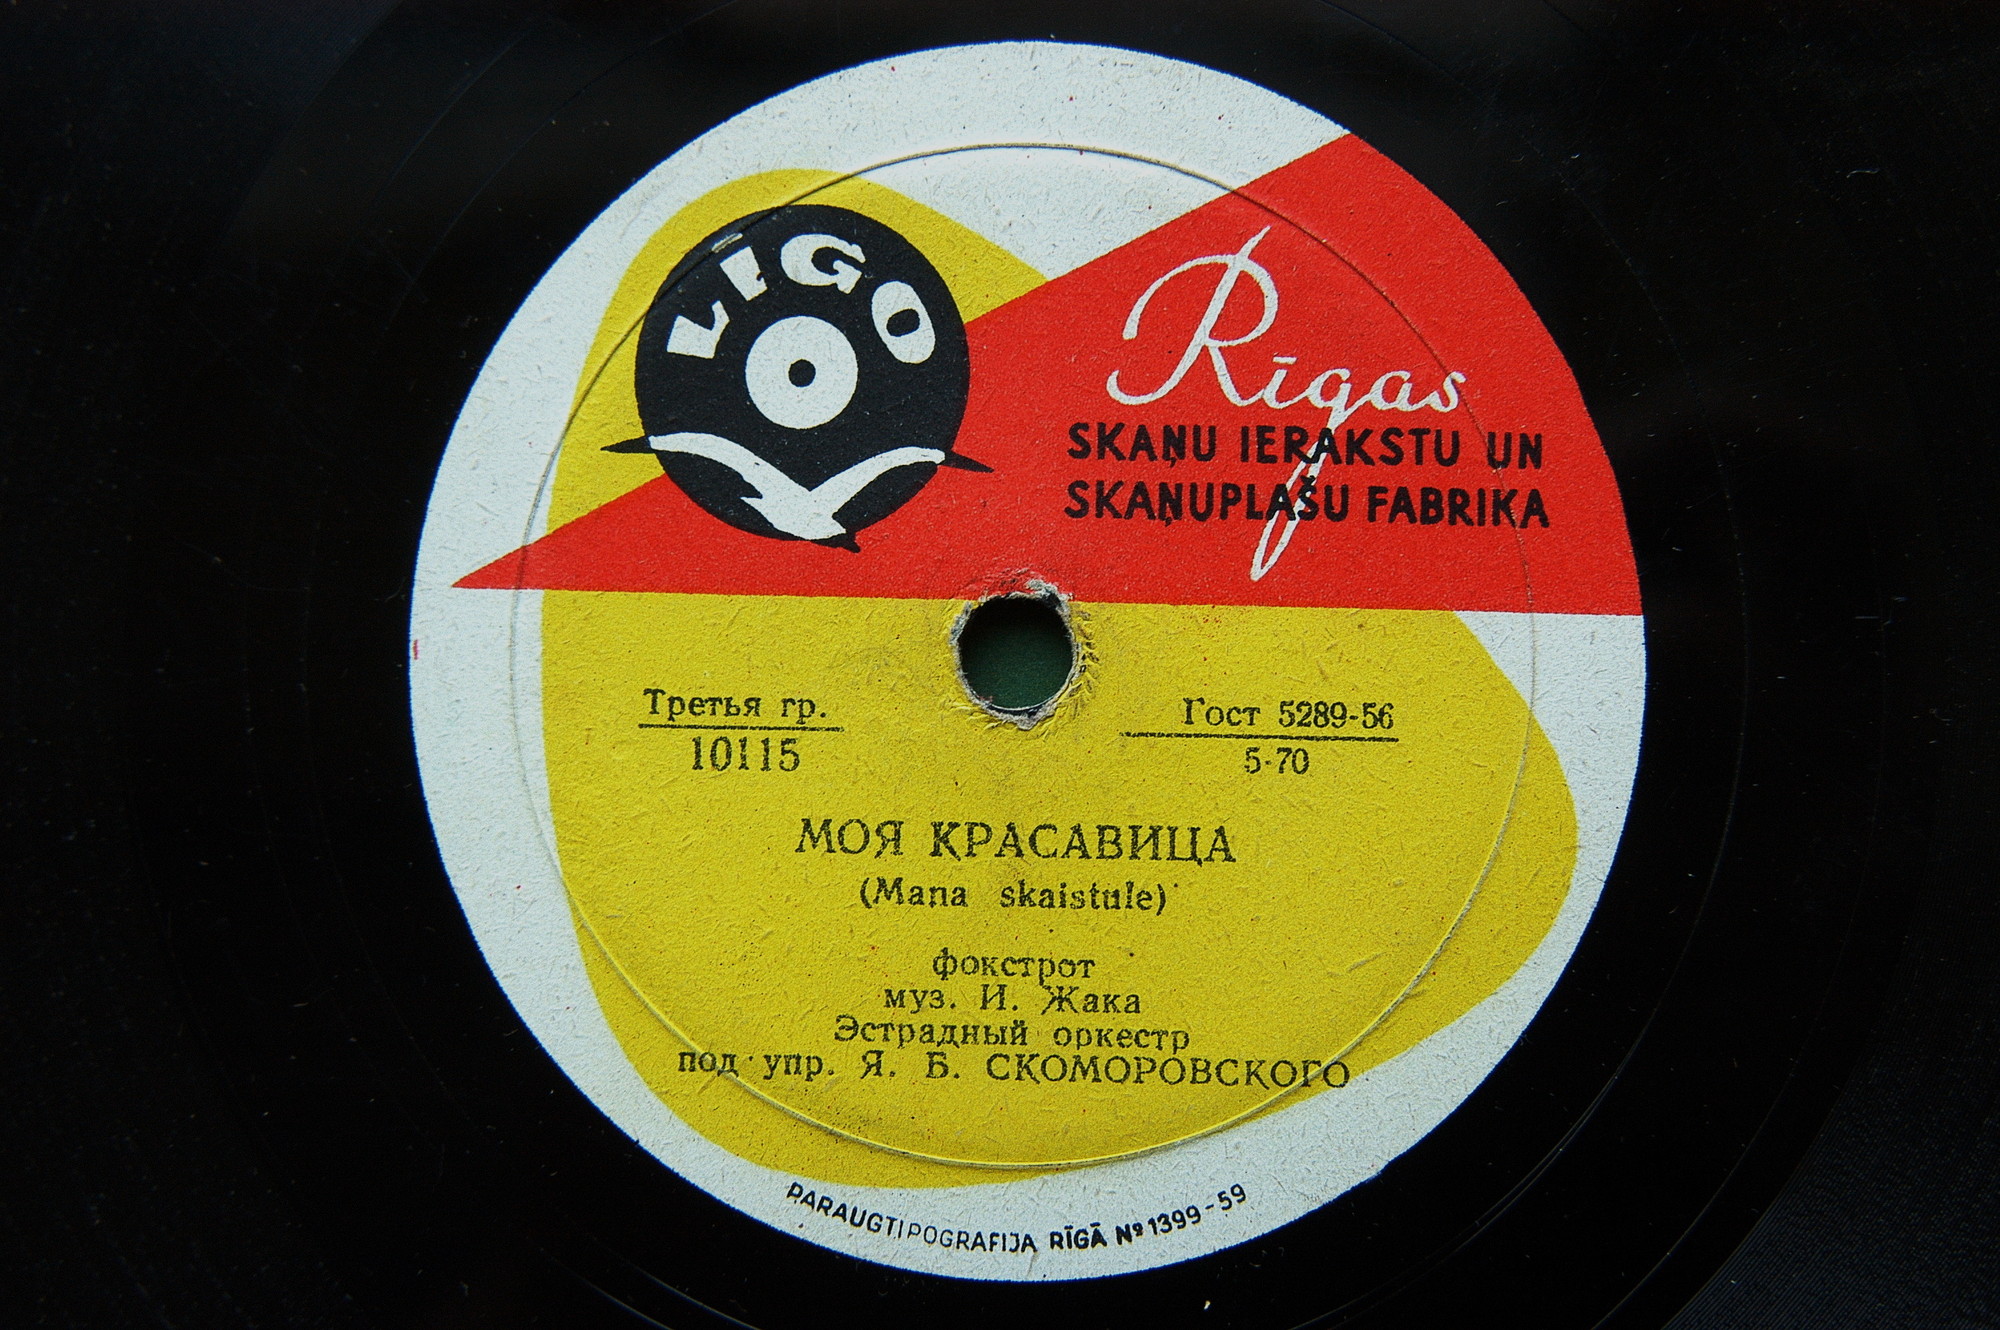 LĪGO
Rīgas
SKAŅU IERAKSTU UN
SKAŅUPLAŠU FABRIKA
Третья гр.
10115
Гост 5289-56
5-70
МОЯ КРАСАВИЦА
(Mana skaistule)
фокстрот
муз. И. Жака
Эстрадный оркестр
под упр. Я. Б. СКОМОРОВСКОГО
PARAUGTIPOGRAFIJA RĪGĀ № 1399-59